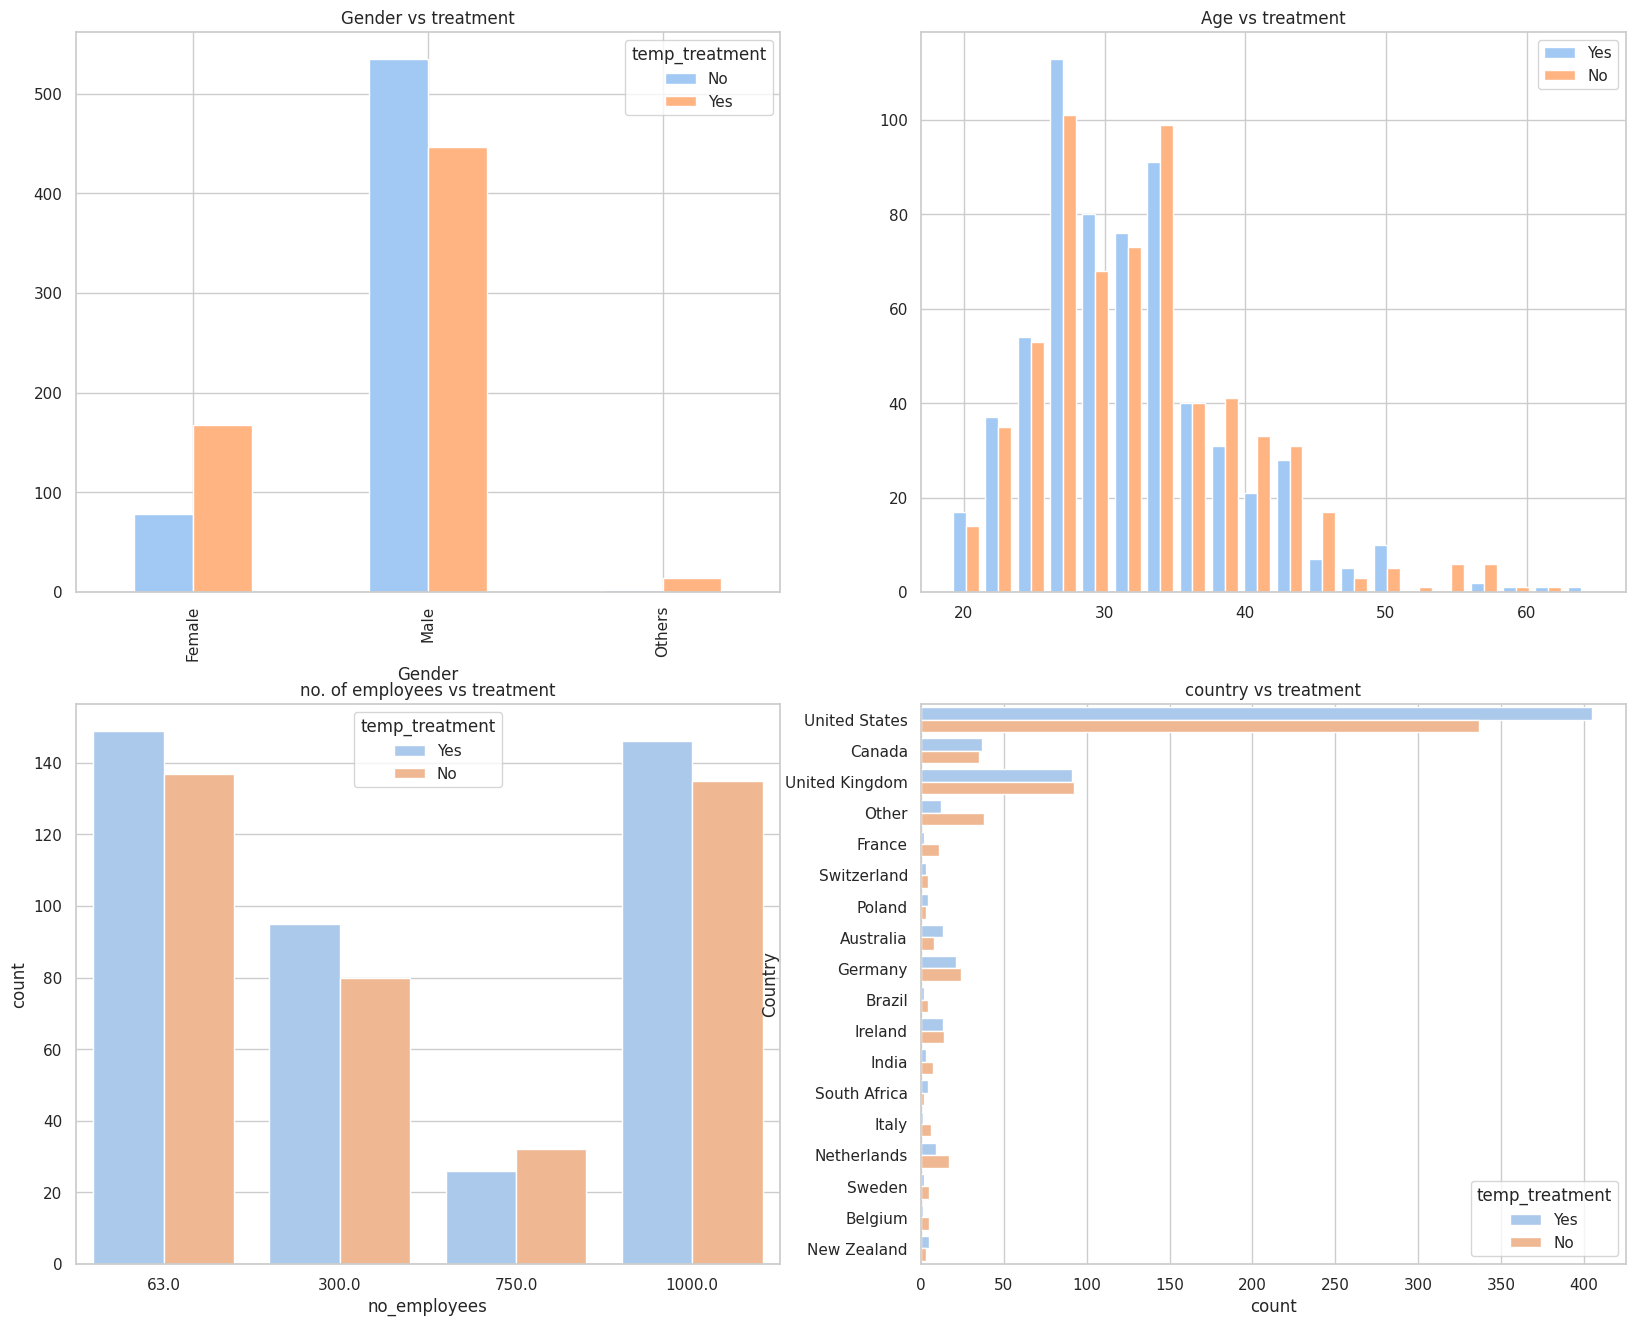 Gender vs treatment
temp_treatment
No
Yes
500
400
300
200
100
0
Female
Male
Others
Gender
Age vs treatment
Yes
No
100
80
60
40
20
0
20
30
40
50
60
no. of employees vs treatment
temp_treatment
Yes
No
count
140
120
100
80
60
40
20
0
63.0
300.0
750.0
1000.0
no_employees
country vs treatment
Country
United States
Canada
United Kingdom
Other
France
Switzerland
Poland
Australia
Germany
Brazil
Ireland
India
South Africa
Italy
Netherlands
Sweden
Belgium
New Zealand
temp_treatment
Yes
No
0
50
100
150
200
250
300
350
400
count